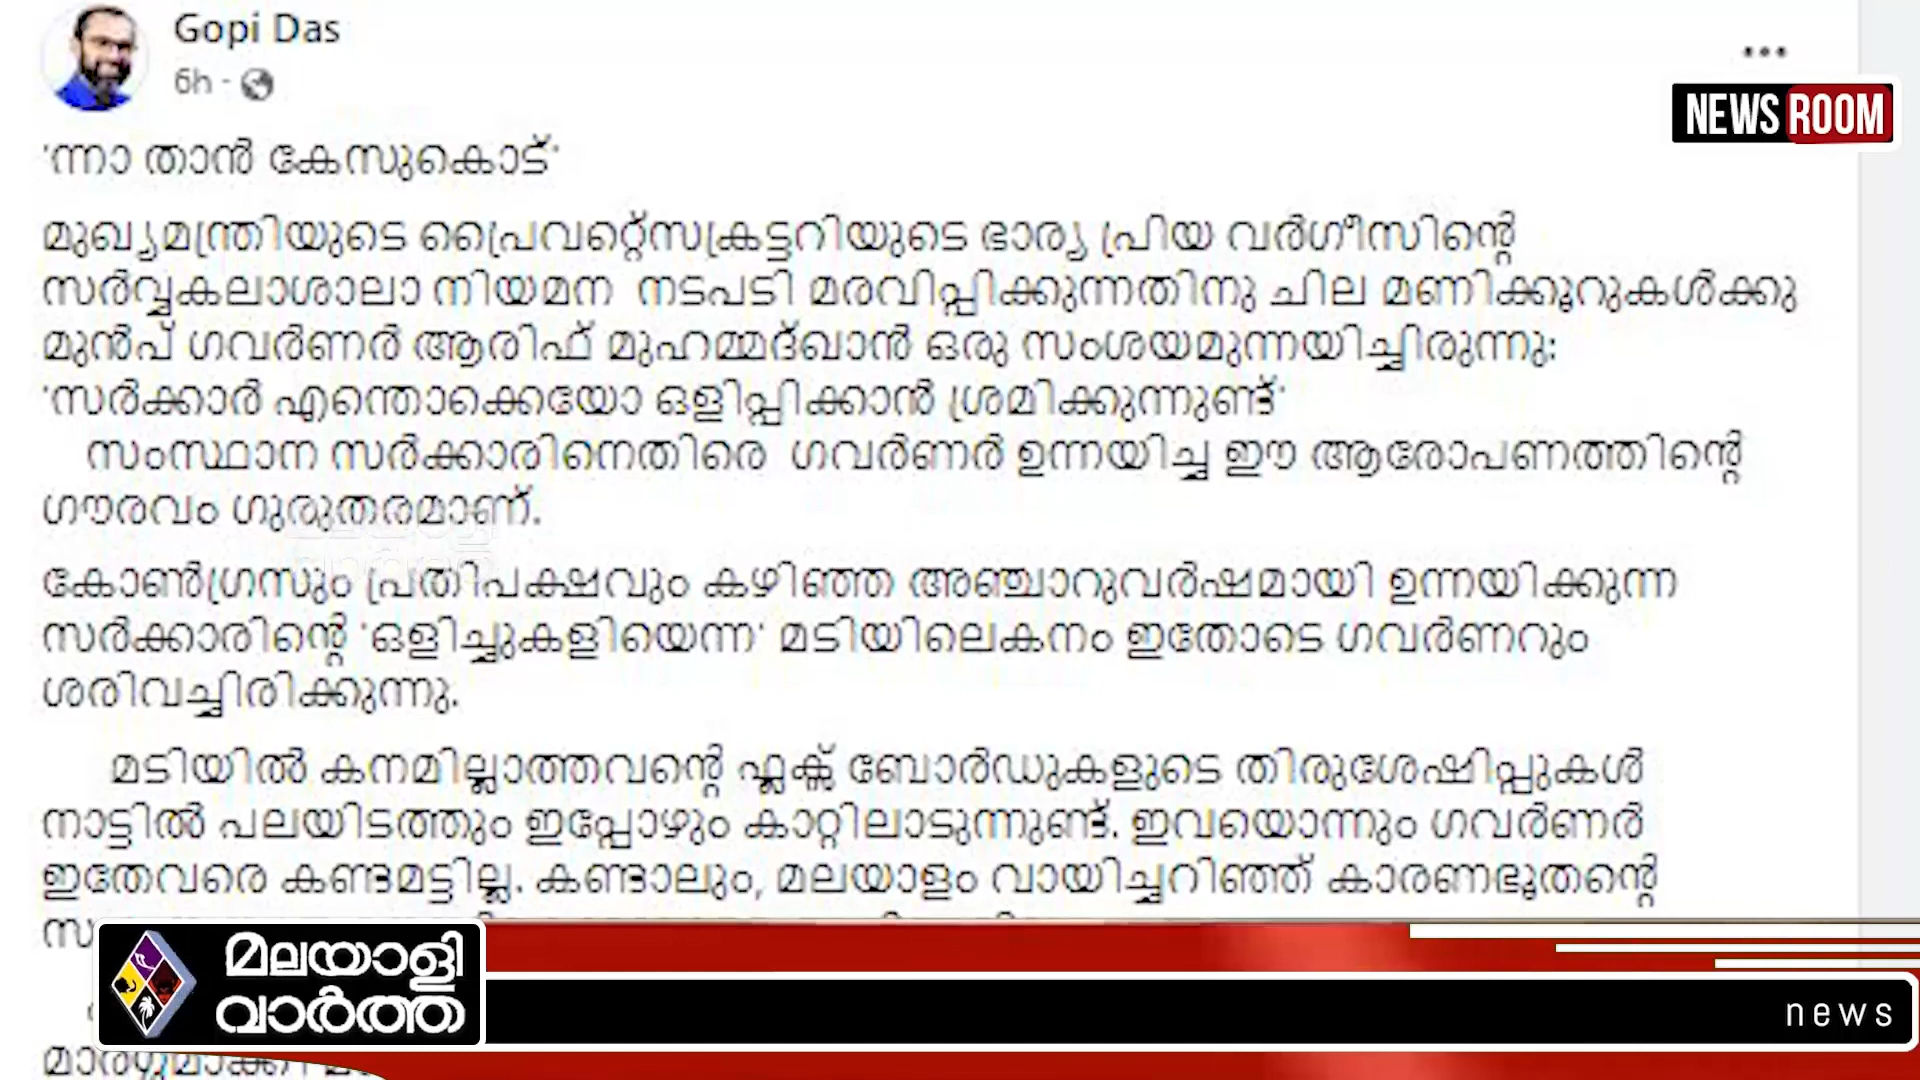 Gopi Das
6h
...
NEWS ROOM
'ന്നാ താൻ കേസുകൊട്'
മുഖ്യമന്ത്രിയുടെ പ്രൈവറ്റ്സെക്രട്ടറിയുടെ ഭാര്യ പ്രിയ വർഗീസിന്റെ
സർവ്വകലാശാലാ നിയമന നടപടി മരവിപ്പിക്കുന്നതിനു ചില മണിക്കൂറുകൾക്കു
മുൻപ് ഗവർണർ ആരിഫ് മുഹമ്മദ്ഖാൻ ഒരു സംശയമുന്നയിച്ചിരുന്നു:
'സർക്കാർ എന്തൊക്കെയോ ഒളിപ്പിക്കാൻ ശ്രമിക്കുന്നുണ്ട്'
സംസ്ഥാന സർക്കാരിനെതിരെ ഗവർണർ ഉന്നയിച്ച ഈ ആരോപണത്തിന്റെ
ഗൗരവം ഗുരുതരമാണ്.
കോൺഗ്രസും പ്രതിപക്ഷവും കഴിഞ്ഞ അഞ്ചാറുവർഷമായി ഉന്നയിക്കുന്ന
സർക്കാരിന്റെ 'ഒളിച്ചുകളിയെന്ന' മടിയിലെകനം ഇതോടെ ഗവർണറും
ശരിവച്ചിരിക്കുന്നു.
മടിയിൽ കനമില്ലാത്തവന്റെ ഫ്ലക്സ് ബോർഡുകളുടെ തിരുശേഷിപ്പുകൾ
നാട്ടിൽ പലയിടത്തും ഇപ്പോഴും കാറ്റിലാടുന്നുണ്ട്. ഇവയൊന്നും ഗവർണർ
ഇതേവരെ കണ്ടമട്ടില്ല. കണ്ടാലും, മലയാളം വായിച്ചറിഞ്ഞ് കാരണഭൂതന്റെ
മലയാളി
വാർത്ത
news